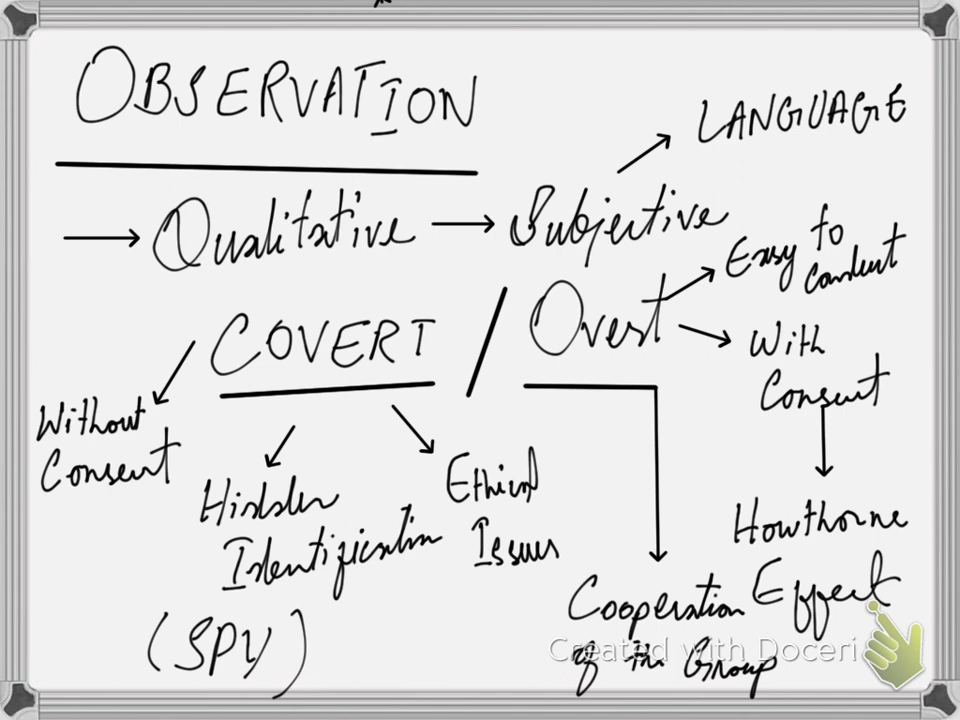 OBSERVATION
→ Qualitative → Subjective → LANGUAGE
COVERT / Overt
Easy to
Conduct
With
Consent
Howthorne
Effect
Cooperation
of the Group
Without
Consent
Hidden
Identification
(SPY)
Ethical
Issues
Created with Doceri